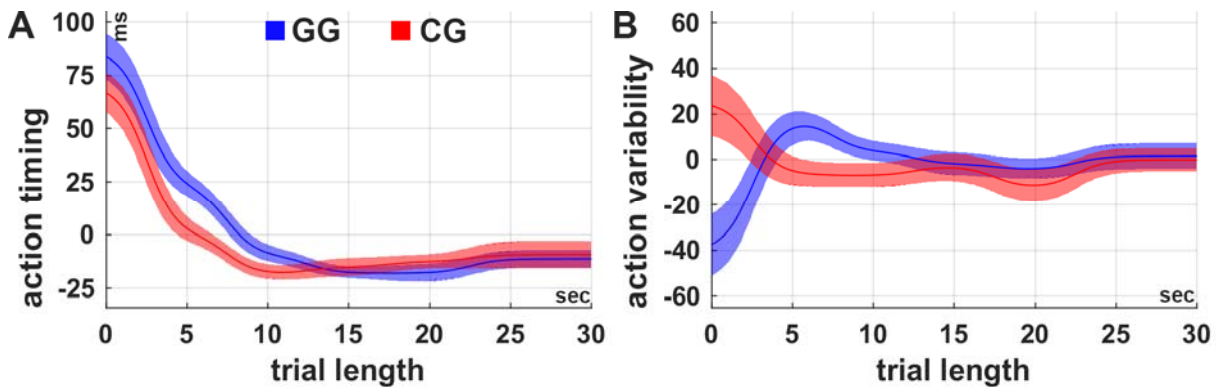 A
ms
GG
CG
100
75
50
25
0
-25
action timing
sec
0 5 10 15 20 25 30
trial length
B
60
40
20
0
-20
-40
-60
action variability
sec
0 5 10 15 20 25 30
trial length